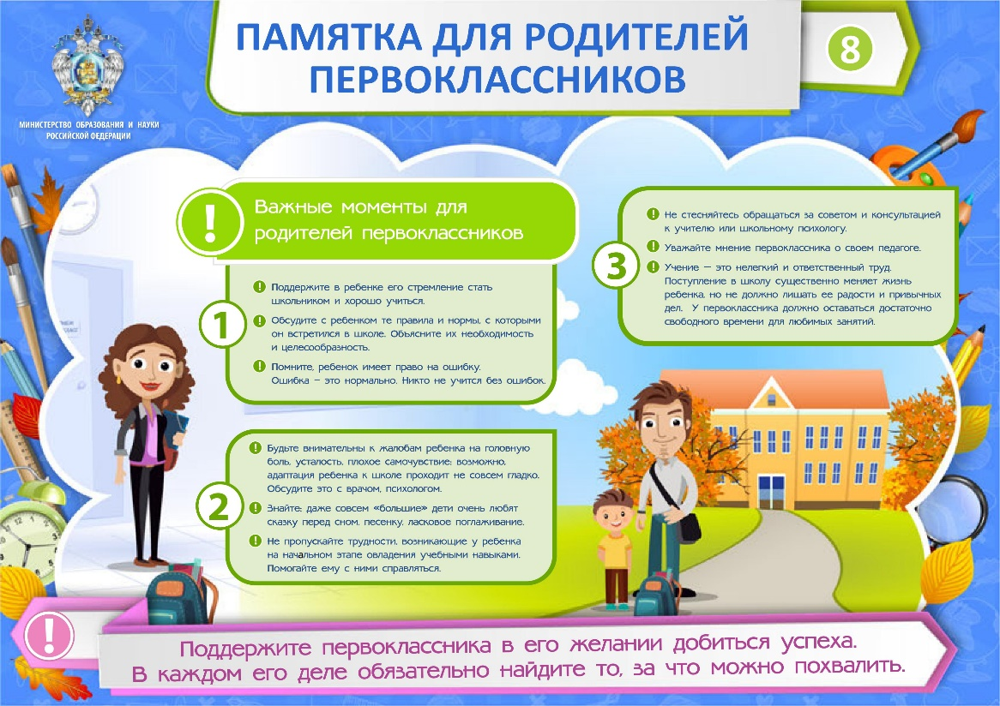 ПАМЯТКА ДЛЯ РОДИТЕЛЕЙ
ПЕРВОКЛАССНИКОВ
8
МИНИСТЕРСТВО ОБРАЗОВАНИЯ И НАУКИ
РОССИЙСКОЙ ФЕДЕРАЦИИ
! Важные моменты для
родителей первоклассников
1
! Поддержите в ребенке его стремление стать
школьником и хорошо учиться.
! Обсудите с ребенком те правила и нормы, с которыми
он встретился в школе. Объясните их необходимость
и целесообразность.
! Помните, ребенок имеет право на ошибку.
Ошибка – это нормально. Никто не учится без ошибок.
2
! Будьте внимательны к жалобам ребенка на головную
боль, усталость, плохое самочувствие: возможно,
адаптация ребенка к школе проходит не совсем гладко.
Обсудите это с врачом, психологом.
! Знайте: даже совсем «большие» дети очень любят
сказку перед сном, песенку, ласковое поглаживание.
! Не пропускайте трудности, возникающие у ребенка
на начальном этапе овладения учебными навыками.
Помогайте ему с ними справляться.
3
! Не стесняйтесь обращаться за советом и консультацией
к учителю или школьному психологу.
! Уважайте мнение первоклассника о своем педагоге.
! Учение – это нелегкий и ответственный труд.
Поступление в школу существенно меняет жизнь
ребенка, но не должно лишать ее радости и привычных
дел. У первоклассника должно оставаться достаточно
свободного времени для любимых занятий.
! Поддержите первоклассника в его желании добиться успеха.
В каждом его деле обязательно найдите то, за что можно похвалить.